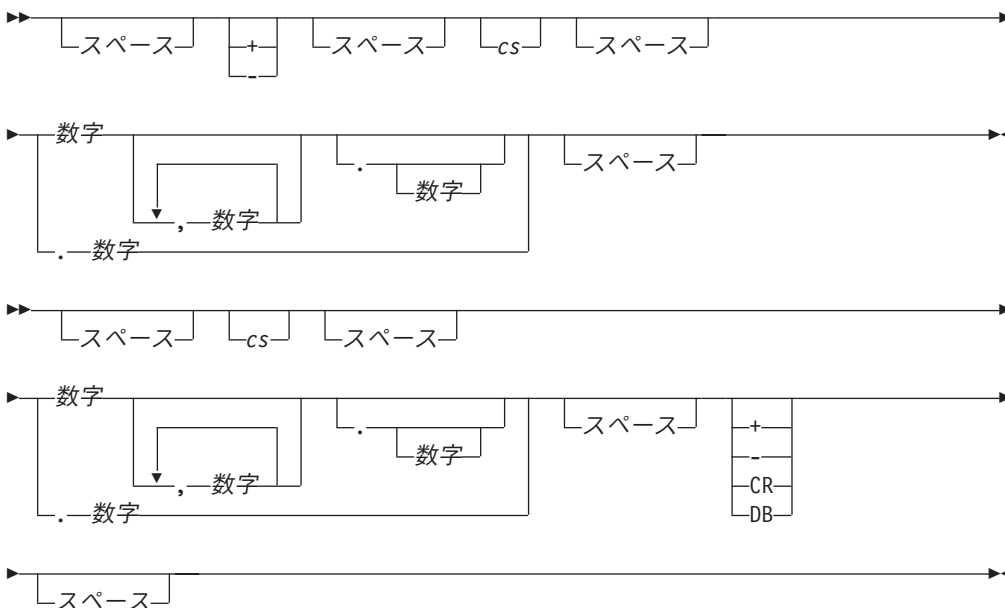 スペース + スペース cs スペース
-
数字 . スペース
数字
, 数字
. 数字
スペース cs スペース
数字 . スペース +
数字 -
, 数字 CR
. 数字 DB
スペース